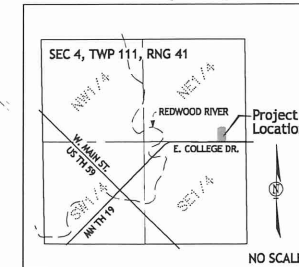 SEC 4, TWP 111, RNG 41
NW1/4
NE1/4
REDWOOD RIVER
Project
Location
E. COLLEGE DR.
W. MAIN ST.
US TH 59
SW1/4
MN TH 19
SE1/4
N
NO SCALE